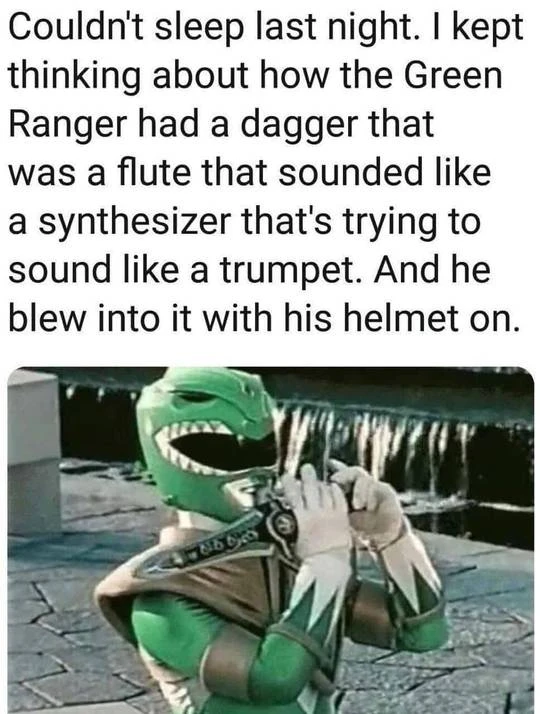 Couldn't sleep last night. I kept
thinking about how the Green
Ranger had a dagger that
was a flute that sounded like
a synthesizer that's trying to
sound like a trumpet. And he
blew into it with his helmet on.